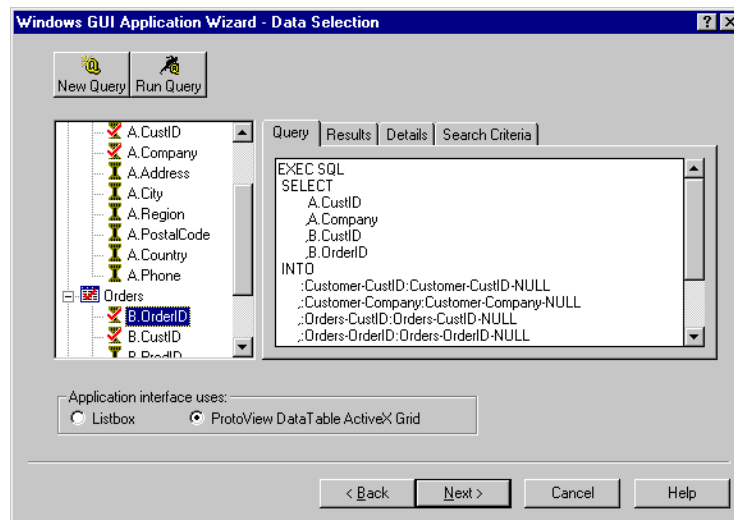 Windows GUI Application Wizard - Data Selection
New Query
Run Query
A.CustID
A.Company
A.Address
A.City
A.Region
A.PostalCode
A.Country
A.Phone
Orders
B.OrderID
B.CustID
B.ProdID
Query
Results
Details
Search Criteria
EXEC SQL
SELECT
A.CustID
,A.Company
,B.CustID
,B.OrderID
INTO
:Customer-CustID:Customer-CustID-NULL
,:Customer-Company:Customer-Company-NULL
,:Orders-CustID:Orders-CustID-NULL
,:Orders-OrderID:Orders-OrderID-NULL
Application interface uses:
Listbox
ProtoView DataTable ActiveX Grid
< Back
Next >
Cancel
Help